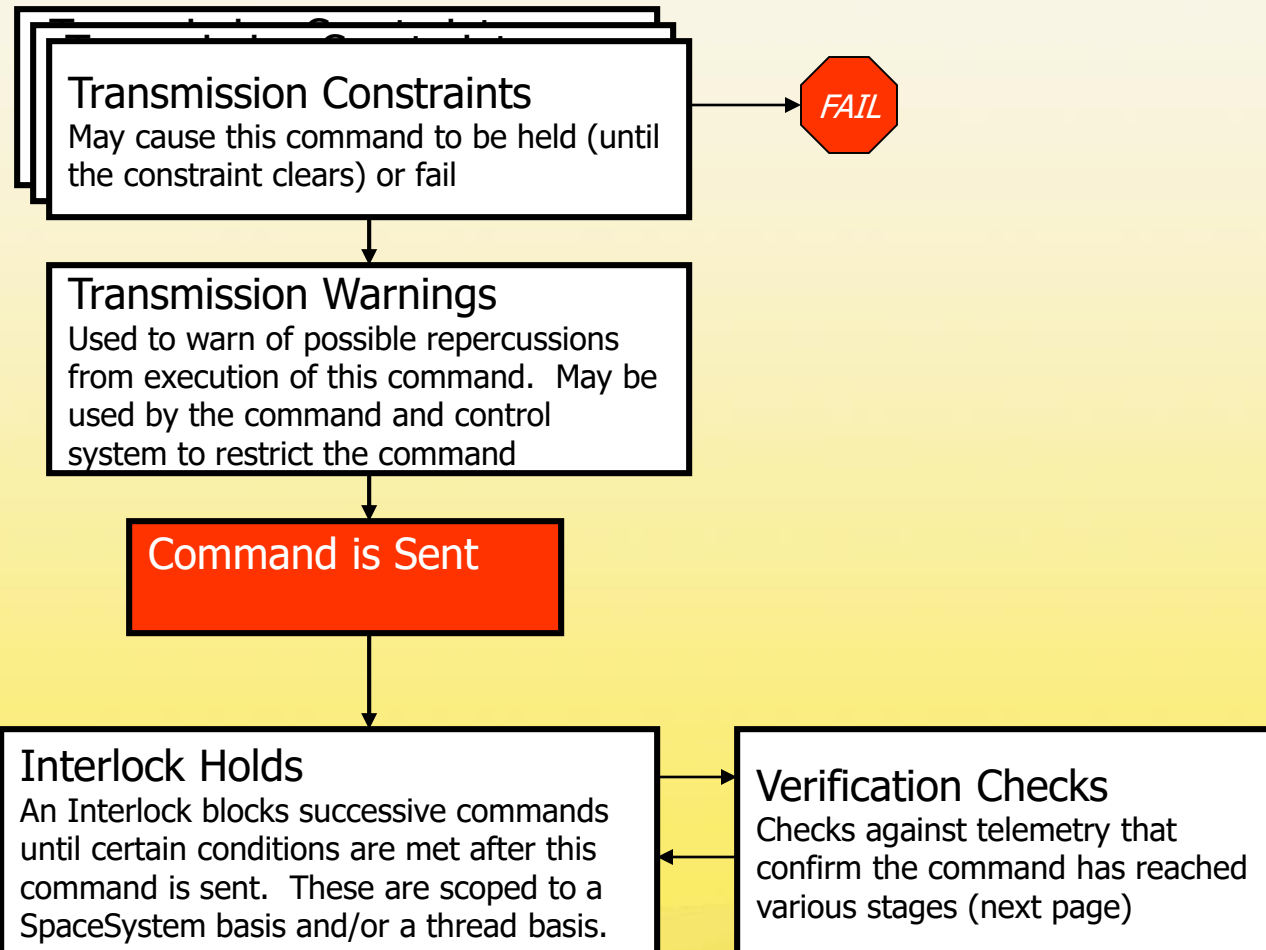 Transmission Constraints
May cause this command to be held (until
the constraint clears) or fail
FAIL
Transmission Warnings
Used to warn of possible repercussions
from execution of this command.  May be
used by the command and control
system to restrict the command
Command is Sent
Interlock Holds
An Interlock blocks successive commands
until certain conditions are met after this
command is sent.  These are scoped to a
SpaceSystem basis and/or a thread basis.
Verification Checks
Checks against telemetry that
confirm the command has reached
various stages (next page)